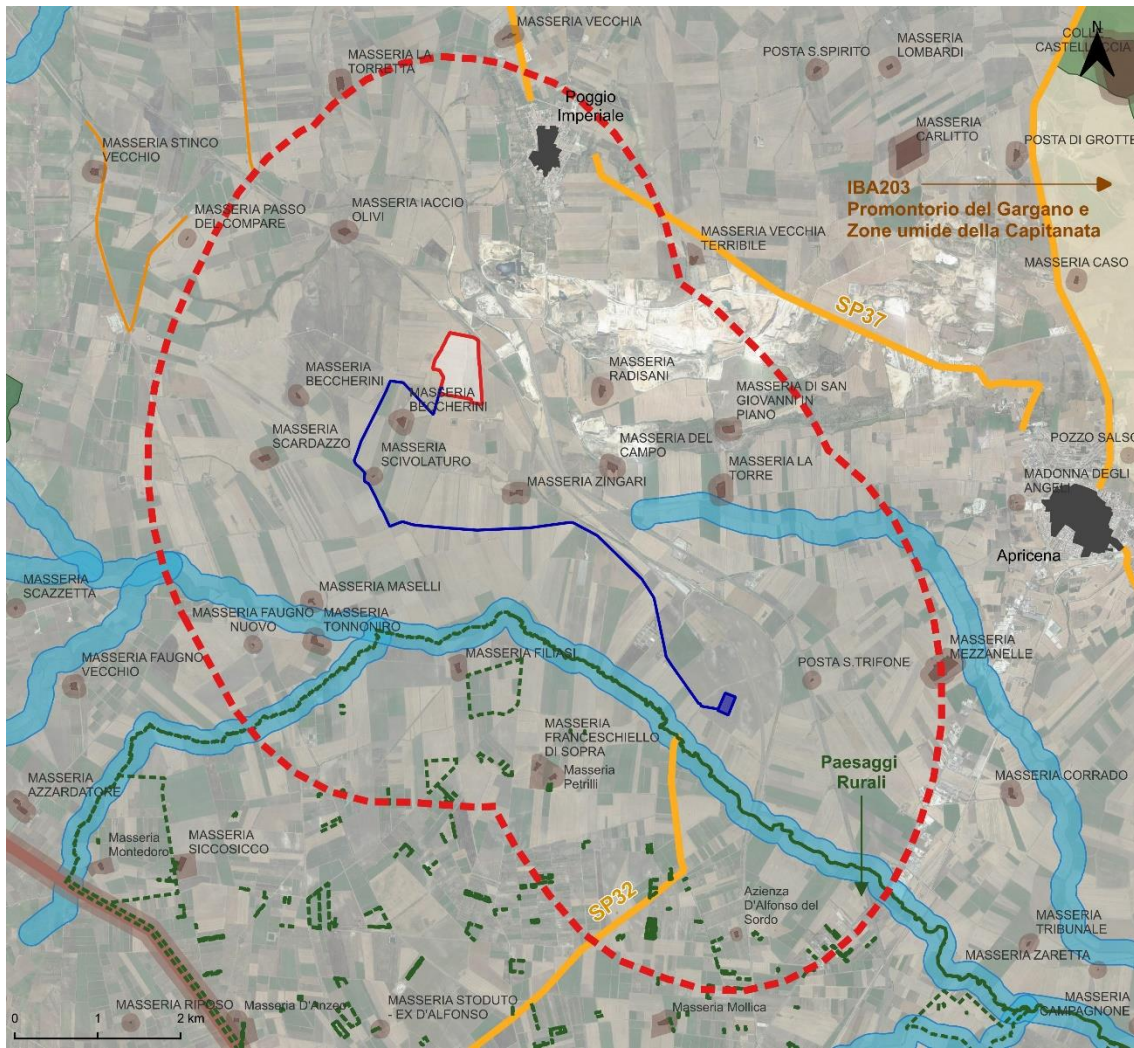 MASSERIA VECCHIA
MASSERIA LA
TORRETTA
POSTA S.SPIRITO
MASSERIA
LOMBARDI
COLLE
CASTELLUCCIA
N
Poggio
Imperiale
MASSERIA STINCO
VECCHIO
MASSERIA
CARLITTO
POSTA DI GROTTE
MASSERIA PASSO
DEL COMPARE
MASSERIA IACCIO
OLIVI
IBA203
Promontorio del Gargano e
Zone umide della Capitanata
MASSERIA VECCHIA
TERRIBILE
MASSERIA CASO
SP37
MASSERIA
BECCHERINI
MASSERIA
BECCHERINI
MASSERIA
RADISANI
MASSERIA DI SAN
GIOVANNI IN
PIANO
MASSERIA
SCARDAZZO
MASSERIA
SCIVOLATURO
MASSERIA DEL
CAMPO
POZZO SALSO
MASSERIA ZINGARI
MASSERIA LA
TORRE
MADONNA DEGLI
ANGELI
Apricena
MASSERIA
SCAZZETTA
MASSERIA MASELLI
MASSERIA FAUGNO
NUOVO
MASSERIA
TONNONIRO
MASSERIA
MEZZANELLE
MASSERIA FAUGNO
VECCHIO
MASSERIA FILIASI
POSTA S.TRIFONE
MASSERIA
FRANCESCHIELLO
DI SOPRA
Masseria
Petrilli
Paesaggi
Rurali
MASSERIA
AZZARDATORE
MASSERIA CORRADO
Masseria
Montedoro
MASSERIA
SICCOSICCO
SP32
Azienza
D'Alfonso del
Sordo
MASSERIA
TRIBUNALE
MASSERIA ZARETTA
MASSERIA RIPOSO
Masseria D'Anzeo
MASSERIA STODUTO
- EX D'ALFONSO
Masseria Mollica
MASSERIA
CAMPAGNONE
0 1 2 km